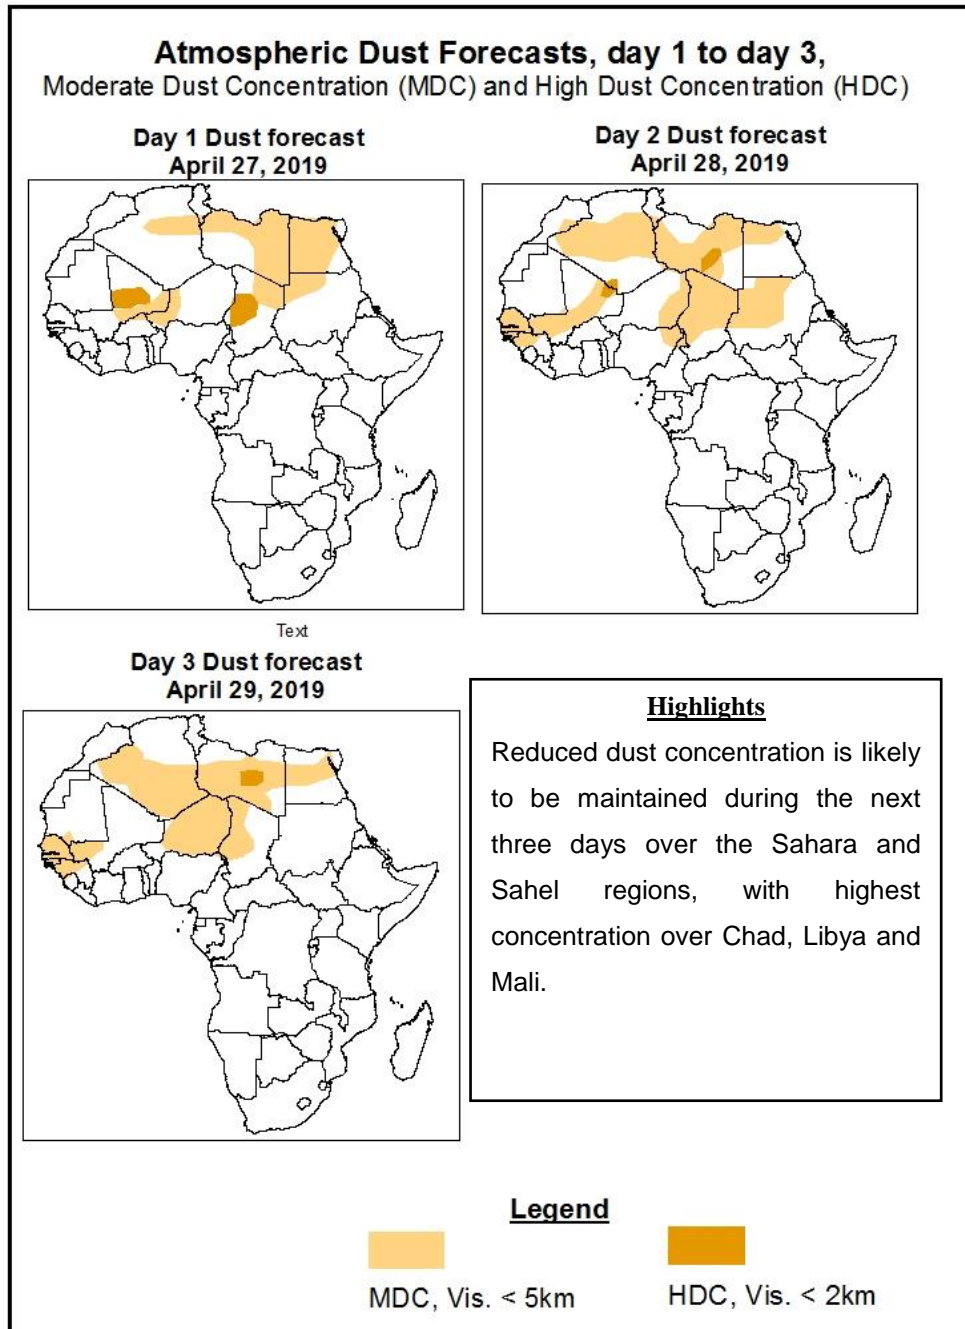 Atmospheric Dust Forecasts, day 1 to day 3,
Moderate Dust Concentration (MDC) and High Dust Concentration (HDC)
Day 1 Dust forecast
April 27, 2019
Day 2 Dust forecast
April 28, 2019
Text
Day 3 Dust forecast
April 29, 2019
Highlights
Reduced dust concentration is likely
to be maintained during the next
three days over the Sahara and
Sahel regions, with highest
concentration over Chad, Libya and
Mali.
Legend
MDC, Vis. < 5km
HDC, Vis. < 2km